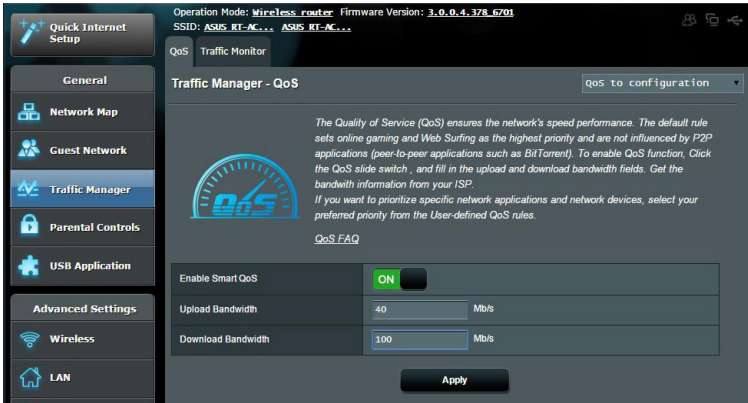 Quick Internet
Setup
Operation Mode: Wireless router Firmware Version: 3.0.0.4.378_6701
SSID: ASUS RT-AC... ASUS RT-AC...
QoS Traffic Monitor
General
Network Map
Guest Network
Traffic Manager
Parental Controls
USB Application
Advanced Settings
Wireless
LAN
Traffic Manager - QoS
QoS to configuration
The Quality of Service (QoS) ensures the network's speed performance. The default rule
sets online gaming and Web Surfing as the highest priority and are not influenced by P2P
applications (peer-to-peer applications such as BitTorrent). To enable QoS function, Click
the QoS slide switch , and fill in the upload and download bandwidth fields. Get the
bandwith information from your ISP.
If you want to prioritize specific network applications and network devices, select your
preferred priority from the User-defined QoS rules.
QoS
QoS FAQ
Enable Smart QoS ON
Upload Bandwidth 40 Mb/s
Download Bandwidth 100 Mb/s
Apply